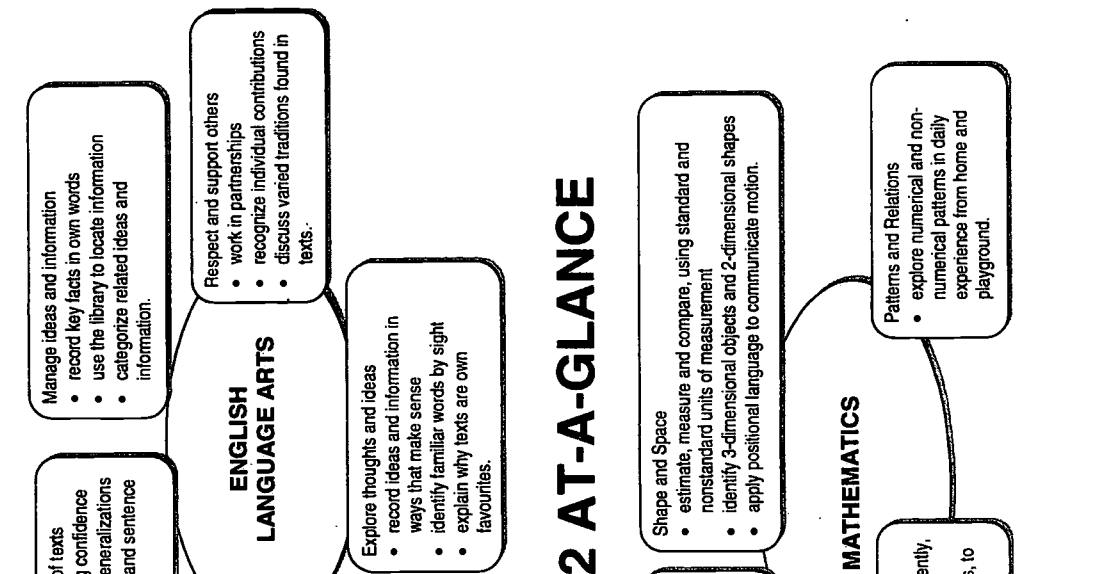 of texts
confidence
generalizations
and sentence
Manage ideas and information
• record key facts in own words
• use the library to locate information
• categorize related ideas and
information.
Respect and support others
• work in partnerships
• recognize individual contributions
• discuss varied traditions found in
texts.
ENGLISH
LANGUAGE ARTS
Explore thoughts and ideas
• record ideas and information in
ways that make sense
• identify familiar words by sight
• explain why texts are own
favourites.
2 AT-A-GLANCE
Shape and Space
• estimate, measure and compare, using standard and
nonstandard units of measurement
• identify 3-dimensional objects and 2-dimensional shapes
• apply positional language to communicate motion.
MATHEMATICS
Patterns and Relations
• explore numerical and non-
numerical patterns in daily
experience from home and
playground.
to